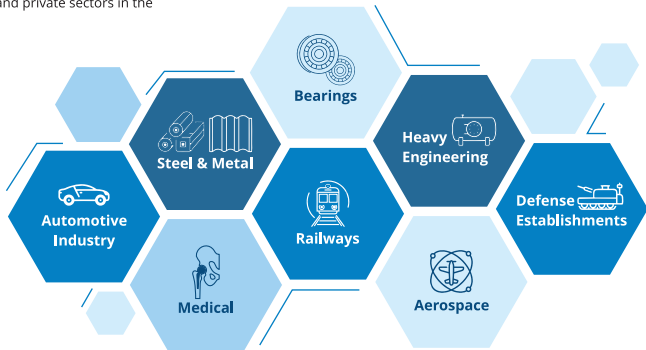 and private sectors in the
Bearings
Steel & Metal
Heavy
Engineering
Automotive
Industry
Railways
Defense
Establishments
Medical
Aerospace